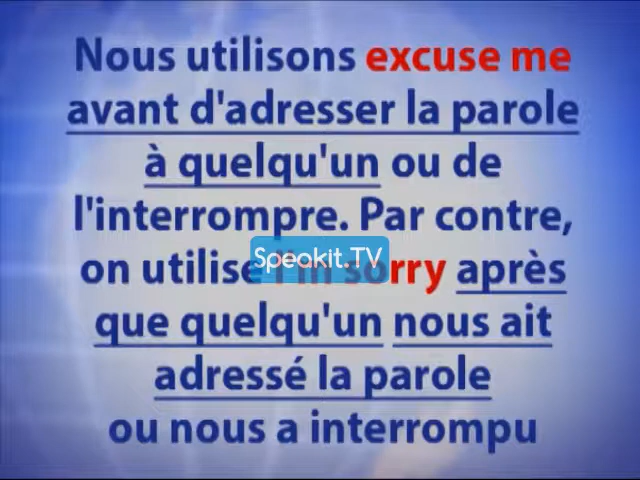 Nous utilisons excuse me
avant d'adresser la parole
à quelqu'un ou de
l'interrompre. Par contre,
on utilise i'm sorry après
Speakit.TV
que quelqu'un nous ait
adressé la parole
ou nous a interrompu